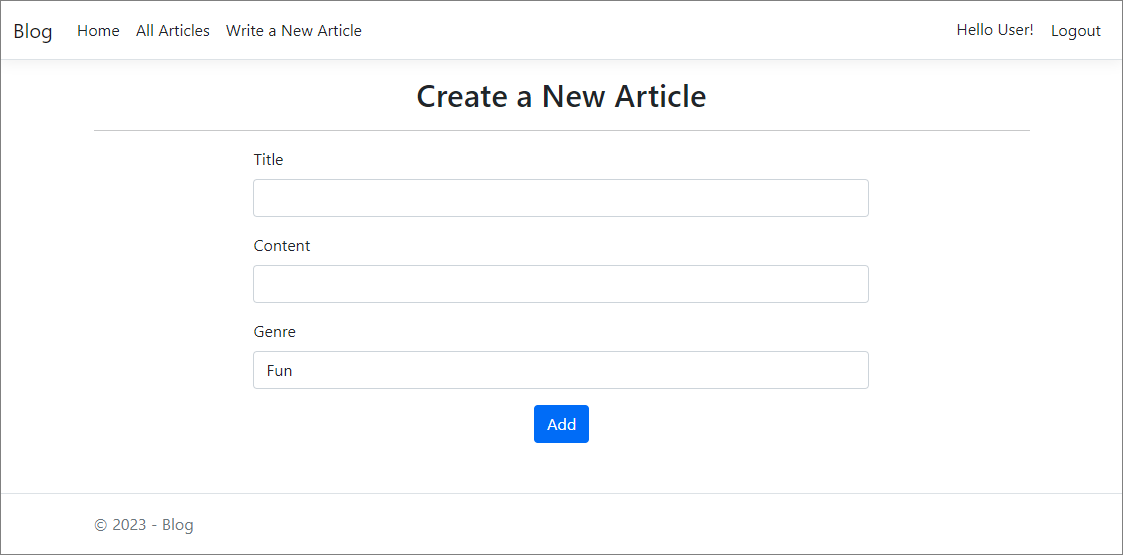 Blog Home All Articles Write a New Article Hello User! Logout
Create a New Article
Title
Content
Genre
Fun
Add
© 2023 - Blog